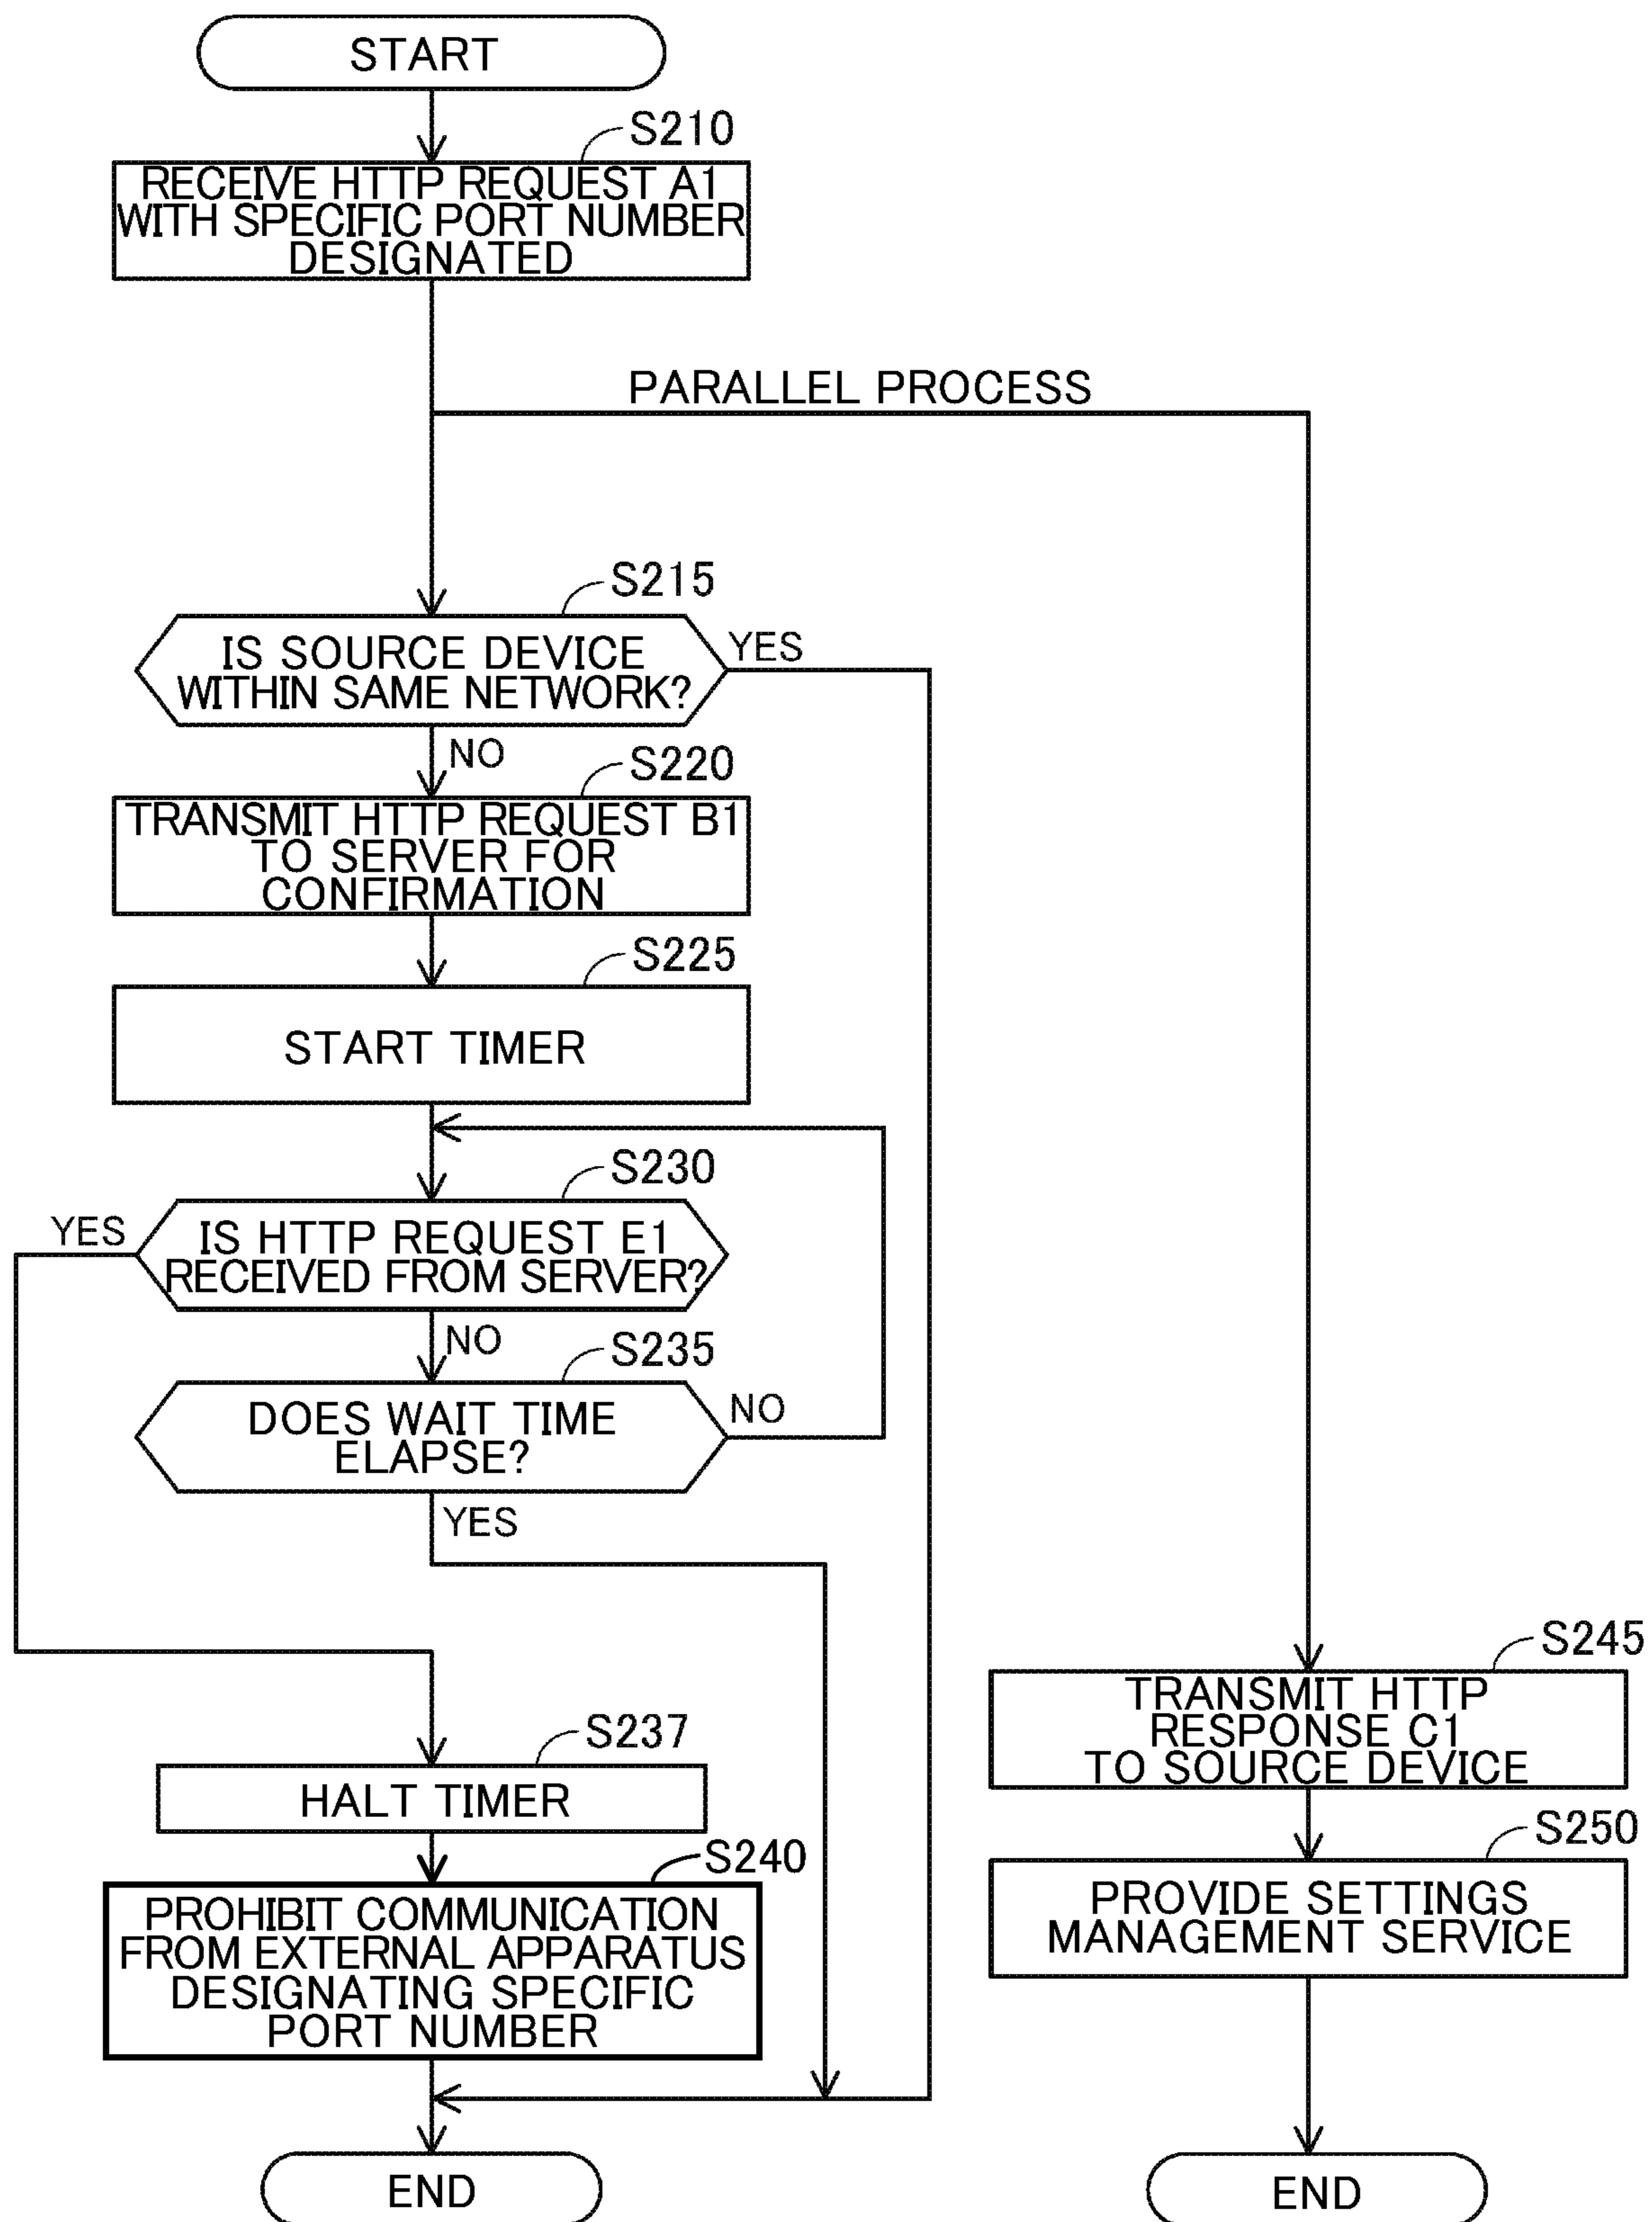 START
S210
RECEIVE HTTP REQUEST A1
WITH SPECIFIC PORT NUMBER
DESIGNATED
PARALLEL PROCESS
S215
IS SOURCE DEVICE
WITHIN SAME NETWORK?
YES
NO
S220
TRANSMIT HTTP REQUEST B1
TO SERVER FOR
CONFIRMATION
S225
START TIMER
S230
YES
IS HTTP REQUEST E1
RECEIVED FROM SERVER?
NO
S235
DOES WAIT TIME
ELAPSE?
NO
YES
S237
HALT TIMER
S240
PROHIBIT COMMUNICATION
FROM EXTERNAL APPARATUS
DESIGNATING SPECIFIC
PORT NUMBER
END
S245
TRANSMIT HTTP
RESPONSE C1
TO SOURCE DEVICE
S250
PROVIDE SETTINGS
MANAGEMENT SERVICE
END